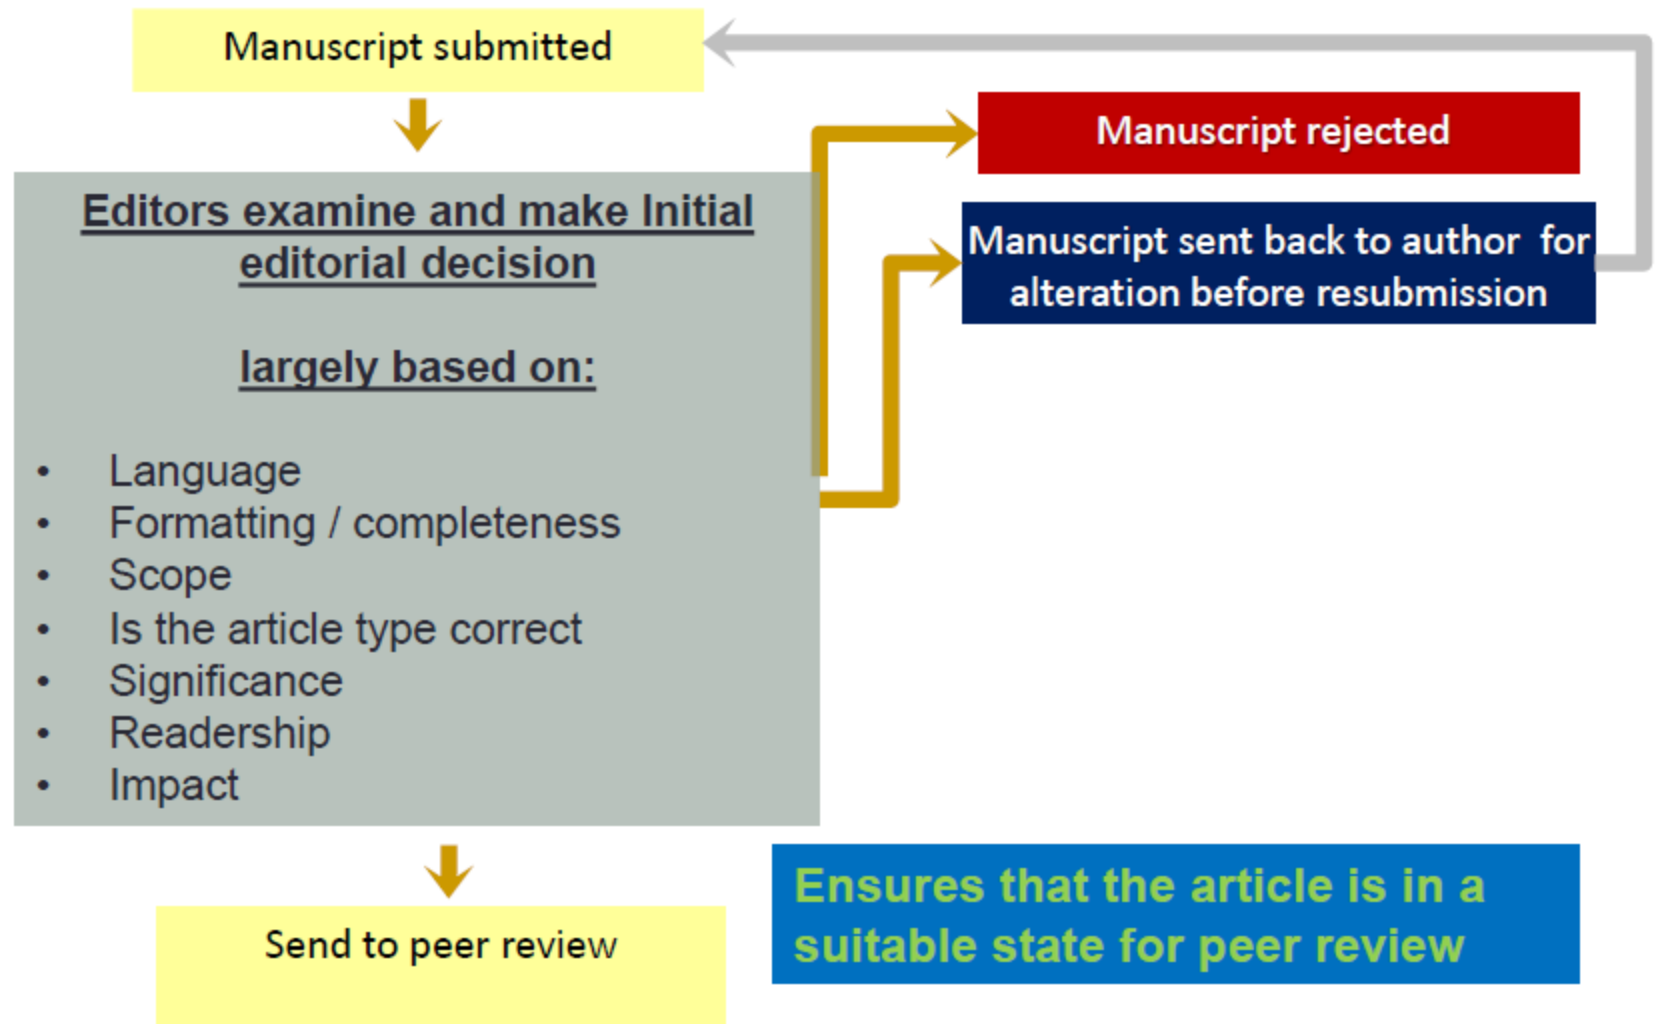 Manuscript submitted
Manuscript rejected
Manuscript sent back to author for
alteration before resubmission
Editors examine and make Initial
editorial decision
largely based on:
• Language
• Formatting / completeness
• Scope
• Is the article type correct
• Significance
• Readership
• Impact
Ensures that the article is in a
suitable state for peer review
Send to peer review